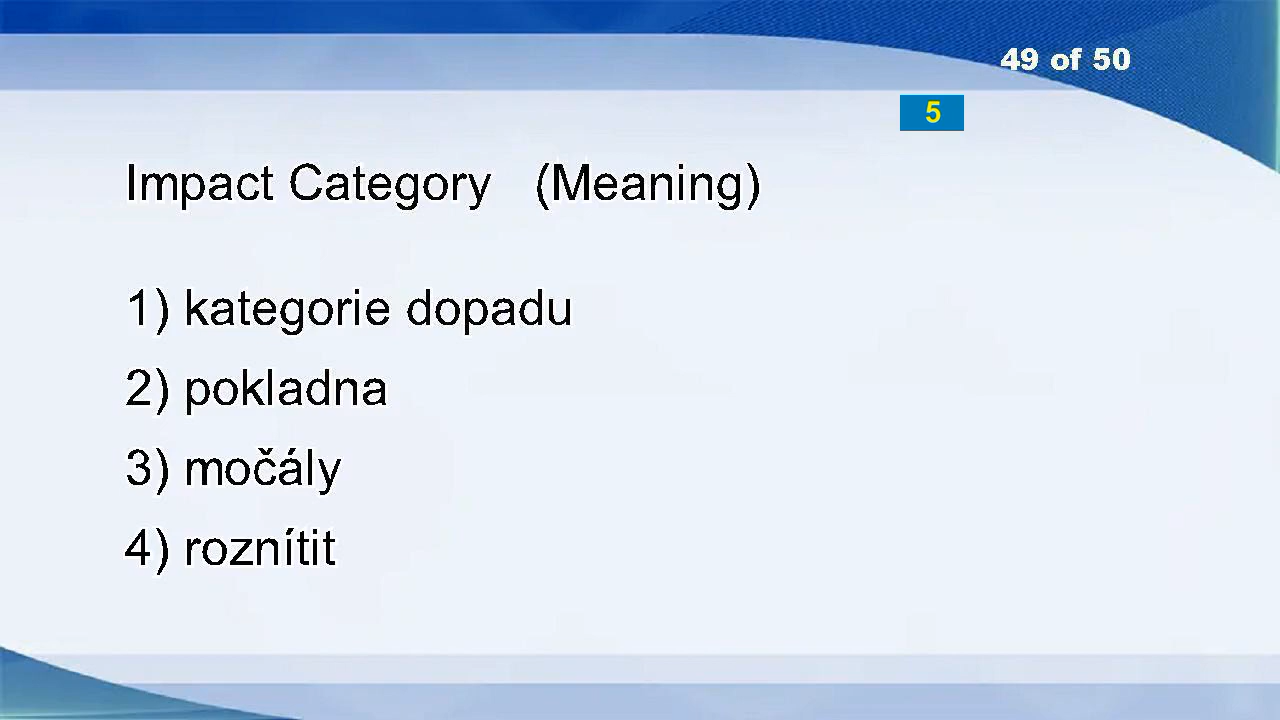 49 of 50
5
Impact Category (Meaning)
1) kategorie dopadu
2) pokladna
3) močály
4) roznítit